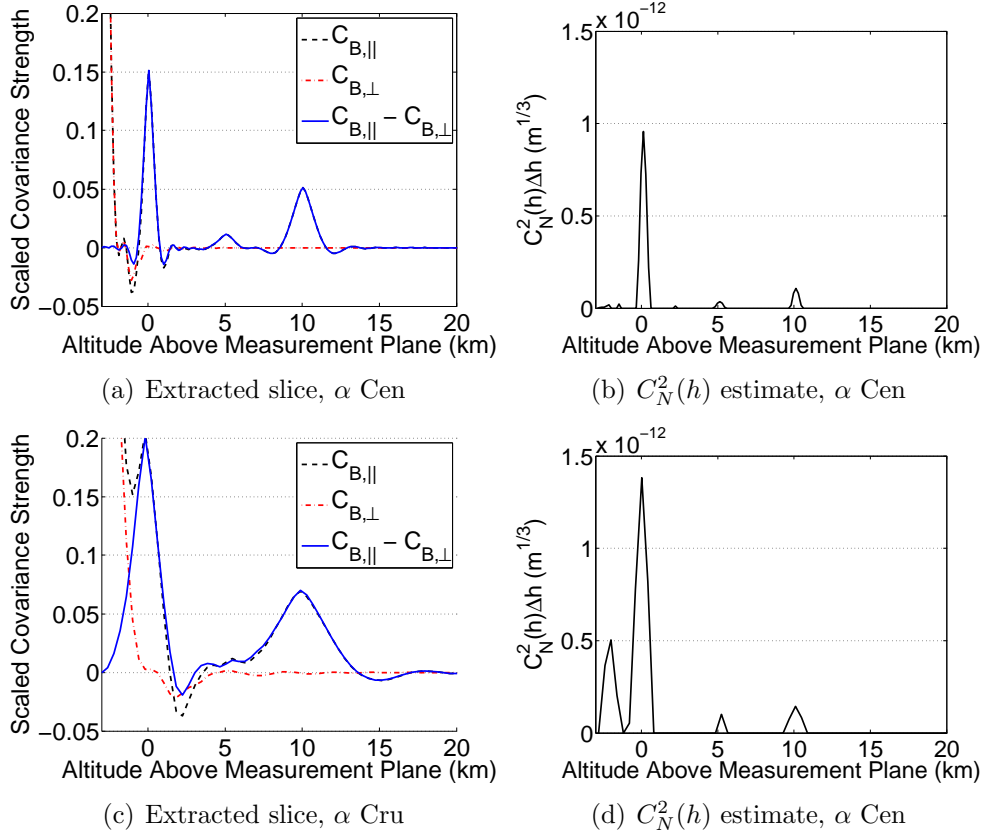 0.2
0.15
0.1
0.05
0
−0.05
Scaled Covariance Strength
C_B,||
C_B,⊥
C_B,|| − C_B,⊥
0 5 10 15 20
Altitude Above Measurement Plane (km)
(a) Extracted slice, α Cen
1.5 x 10^-12
1
0.5
0
C_N^2(h)Δh (m^1/3)
0 5 10 15 20
Altitude Above Measurement Plane (km)
(b) C_N^2(h) estimate, α Cen
0.2
0.15
0.1
0.05
0
−0.05
Scaled Covariance Strength
C_B,||
C_B,⊥
C_B,|| − C_B,⊥
0 5 10 15 20
Altitude Above Measurement Plane (km)
(c) Extracted slice, α Cru
1.5 x 10^-12
1
0.5
0
C_N^2(h)Δh (m^1/3)
0 5 10 15 20
Altitude Above Measurement Plane (km)
(d) C_N^2(h) estimate, α Cen